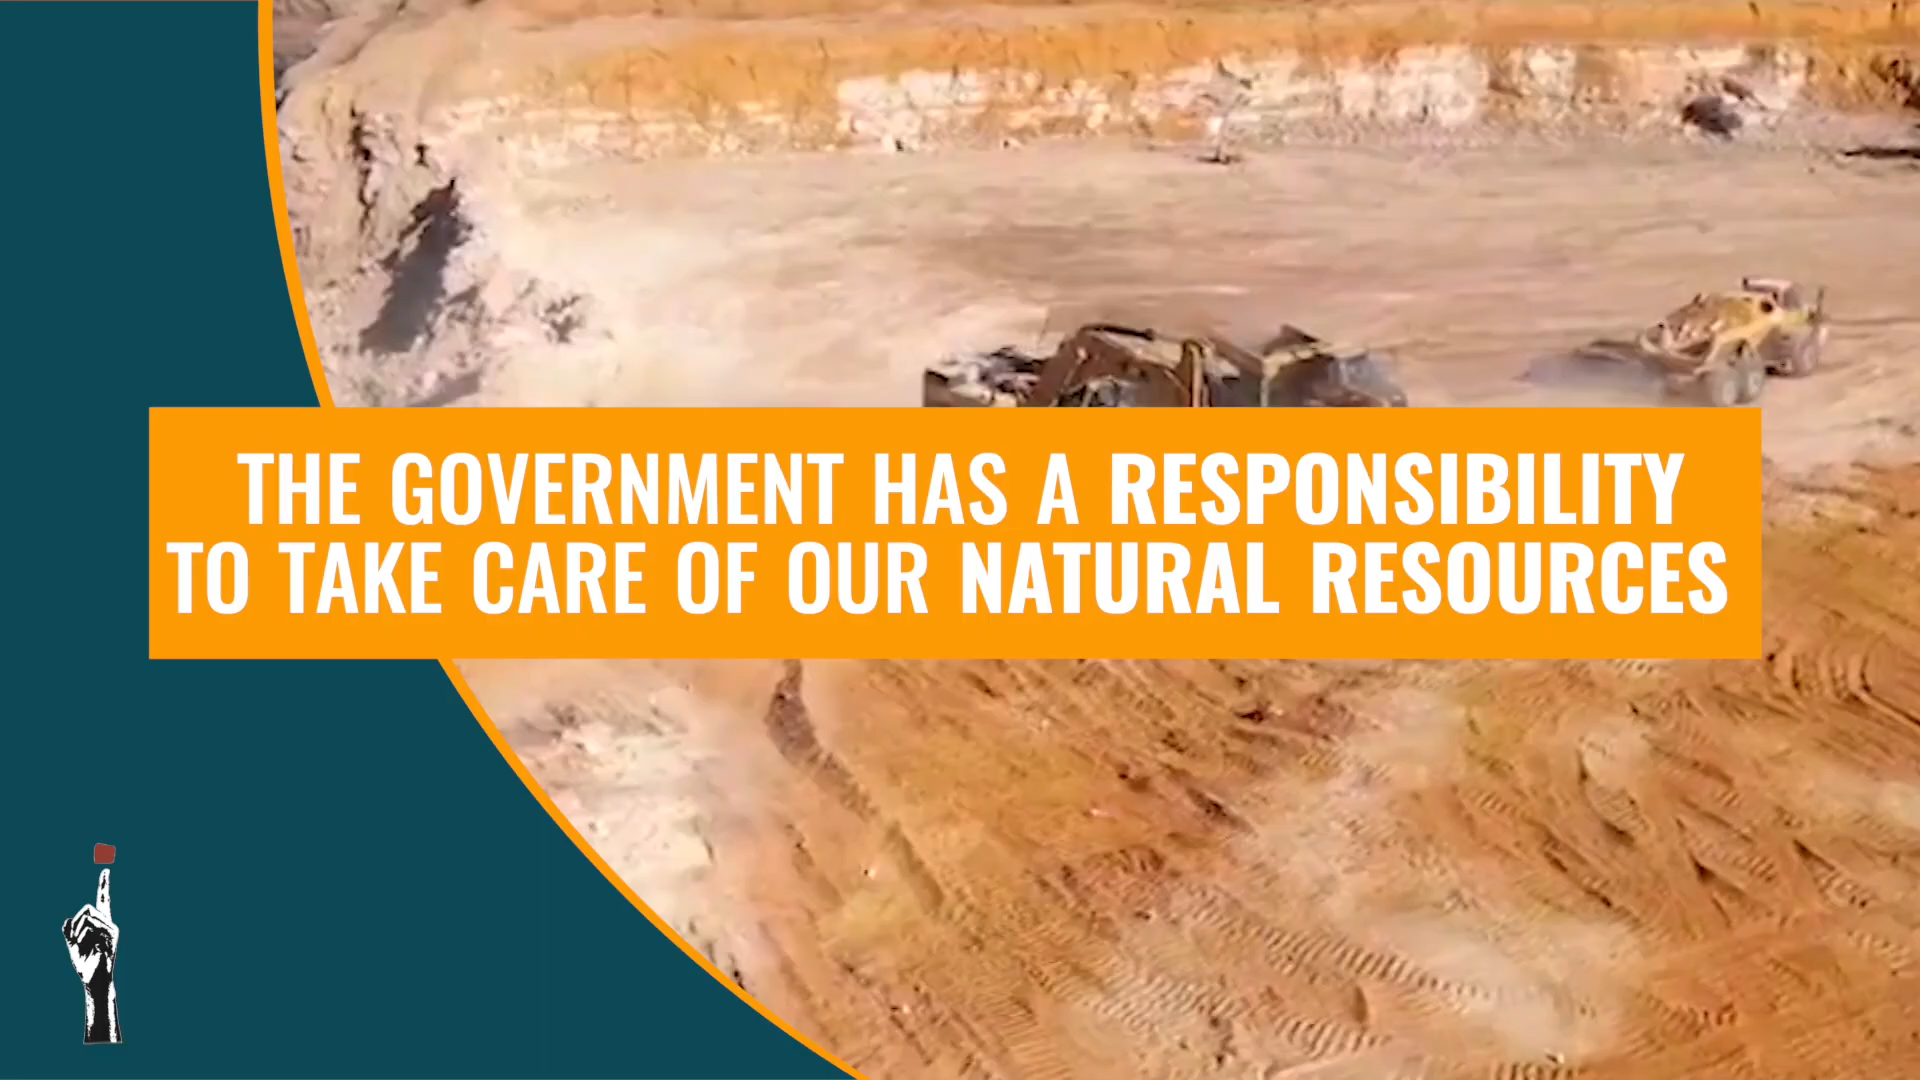 THE GOVERNMENT HAS A RESPONSIBILITY
TO TAKE CARE OF OUR NATURAL RESOURCES